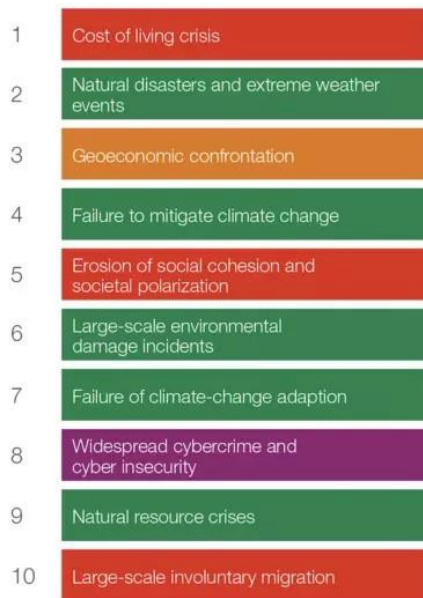 1 Cost of living crisis
2 Natural disasters and extreme weather
events
3 Geoeconomic confrontation
4 Failure to mitigate climate change
5 Erosion of social cohesion and
societal polarization
6 Large-scale environmental
damage incidents
7 Failure of climate-change adaption
8 Widespread cybercrime and
cyber insecurity
9 Natural resource crises
10 Large-scale involuntary migration